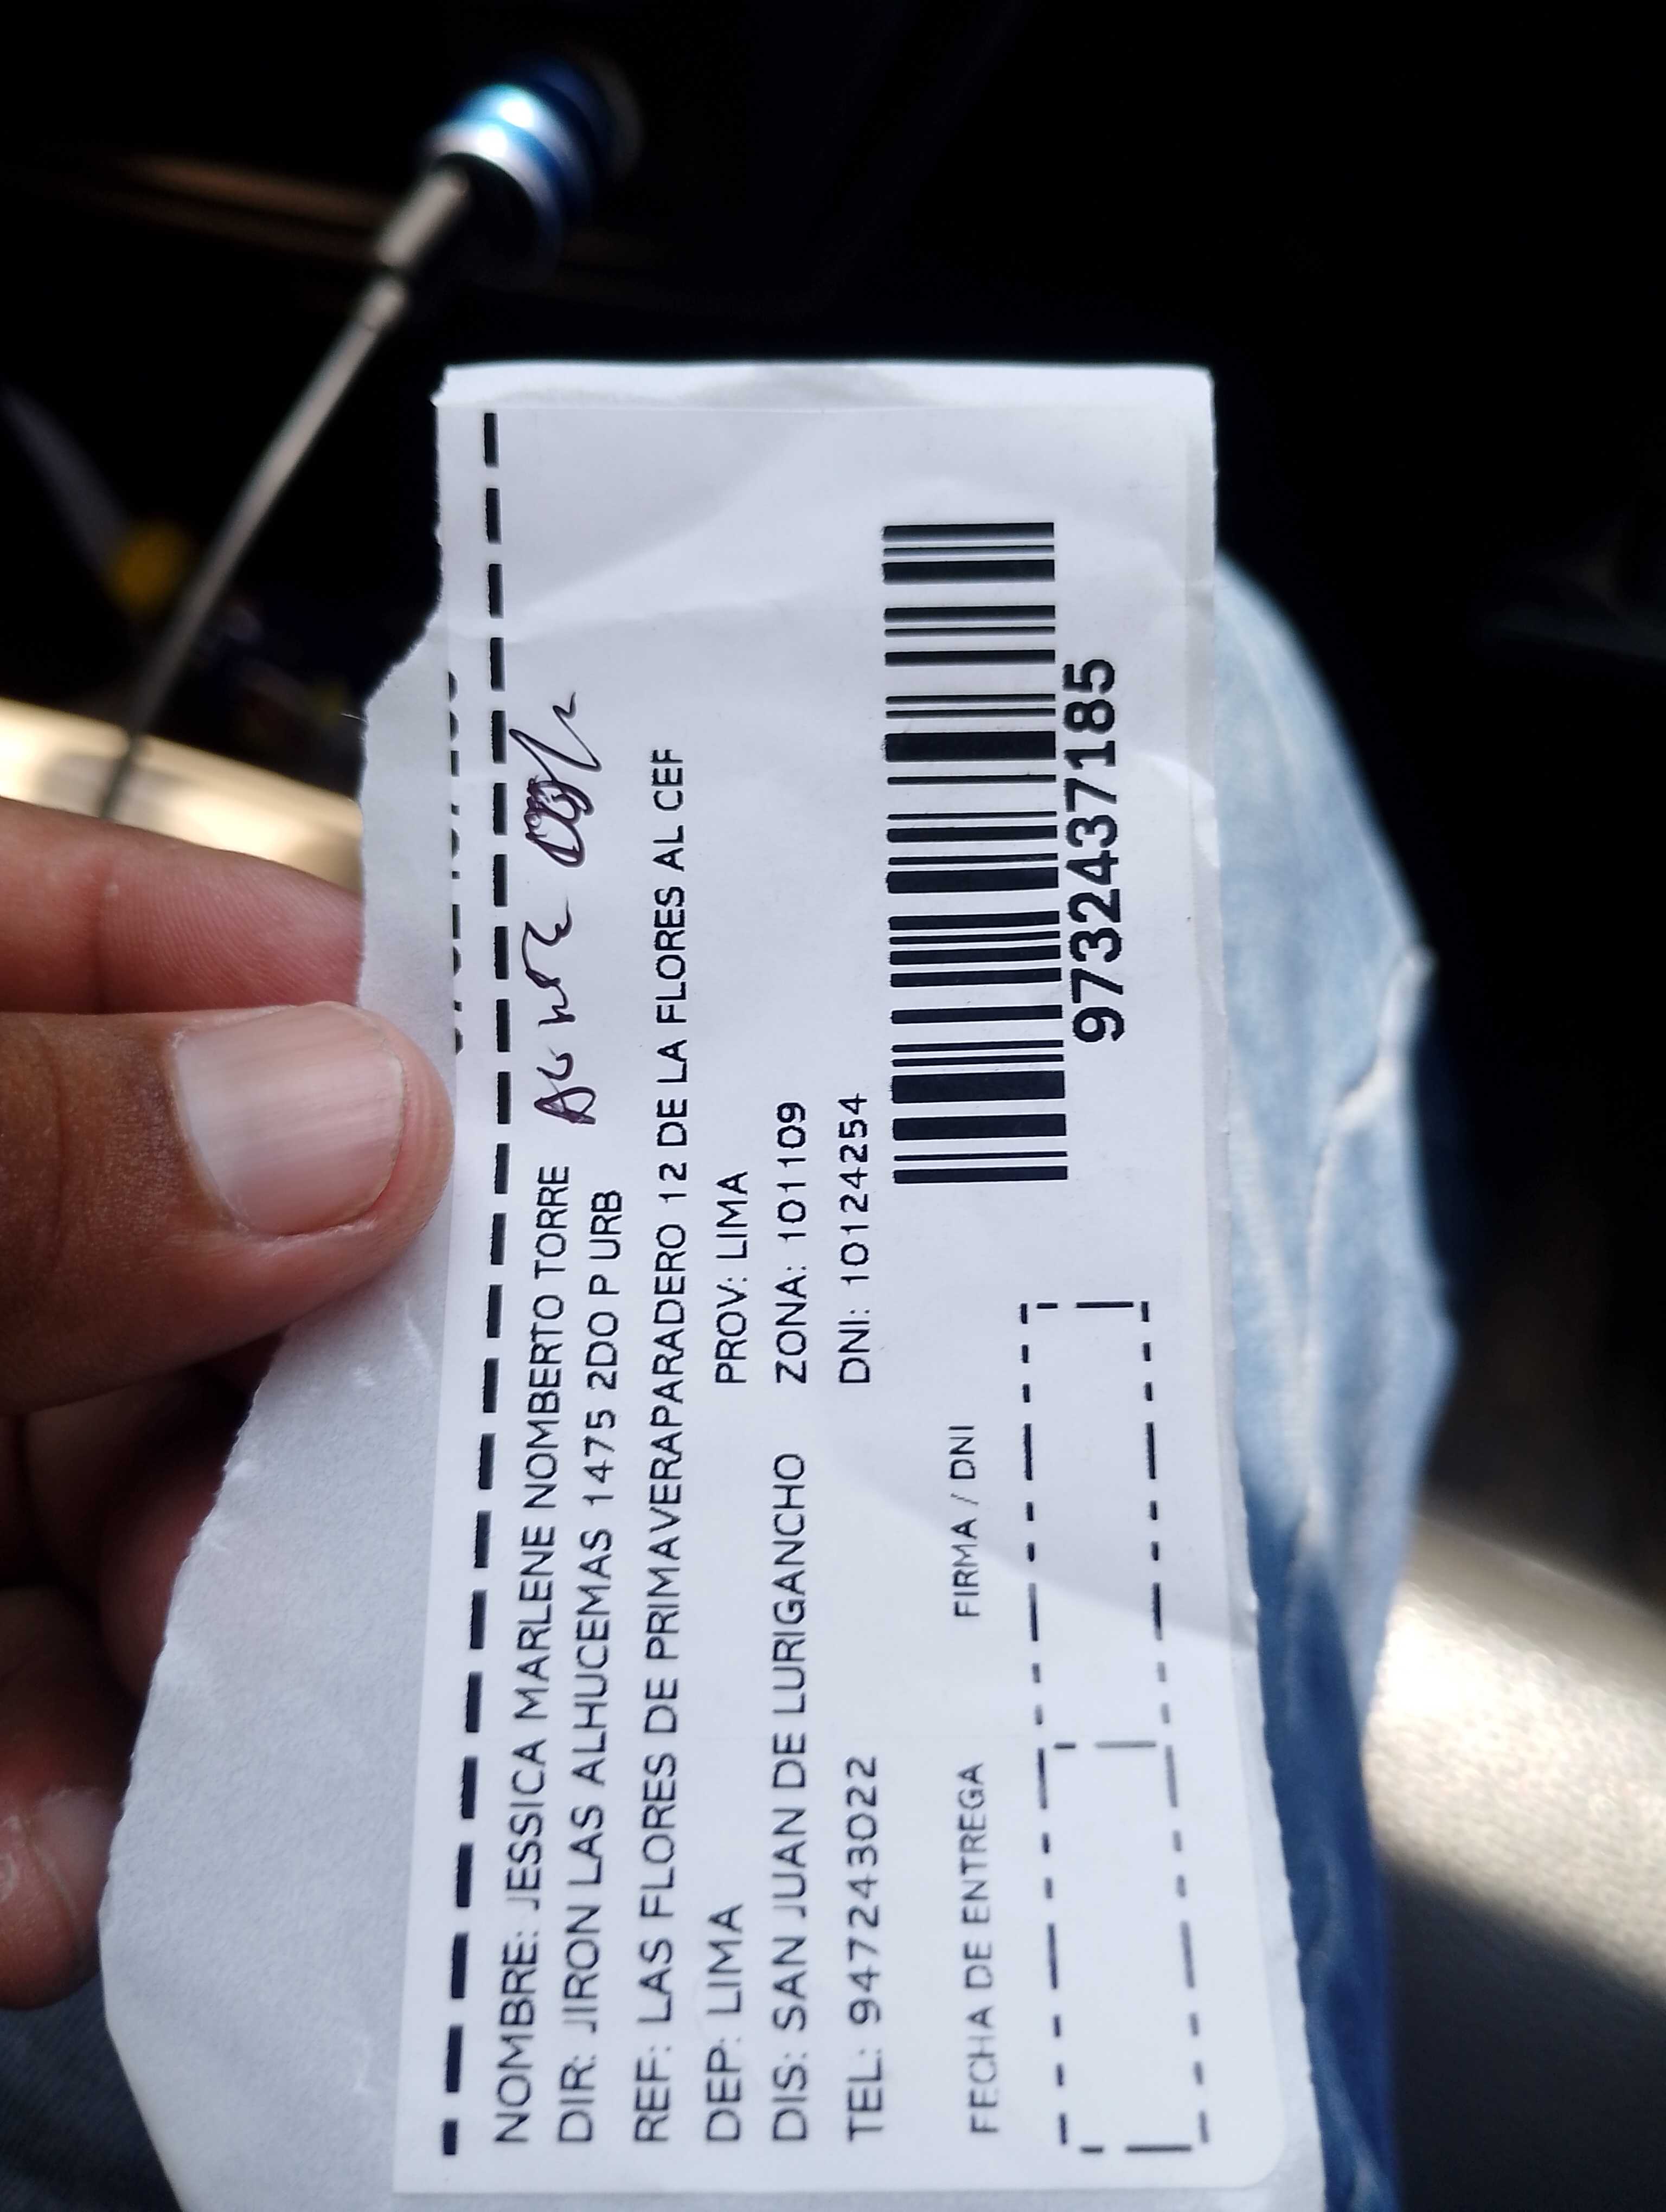 NOMBRE: JESSICA MARLENE NOMBERTO TORRE
DIR: JIRON LAS ALHUCEMAS 1475 2DO P URB
REF: LAS FLORES DE PRIMAVERAPARADERO 12 DE LA FLORES AL CEF
DEP: LIMA PROV: LIMA
DIS: SAN JUAN DE LURIGANCHO ZONA: 101109
TEL: 947243022 DNI: 10124254
FECHA DE ENTREGA FIRMA / DNI
9732437185